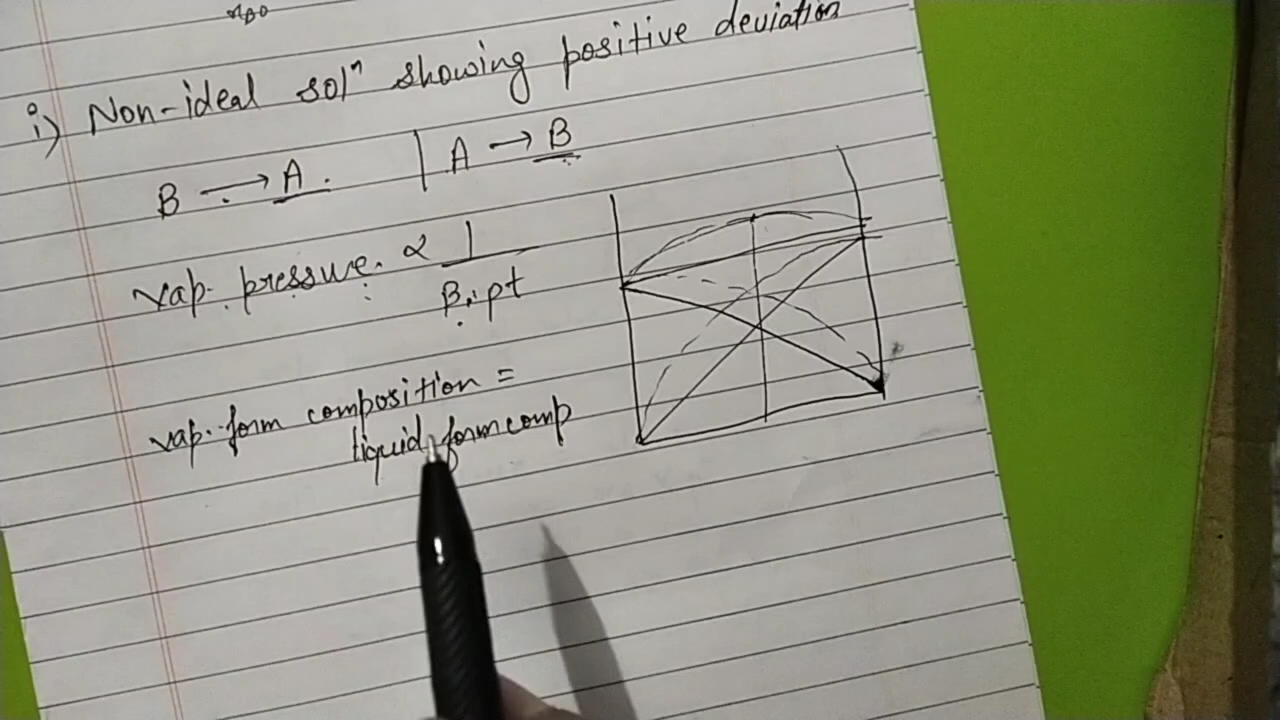 i) Non-ideal solⁿ showing positive deviation
B → A. | A → B
vap. pressure. ∝ 1
B.pt
vap. form composition =
liquid form comp